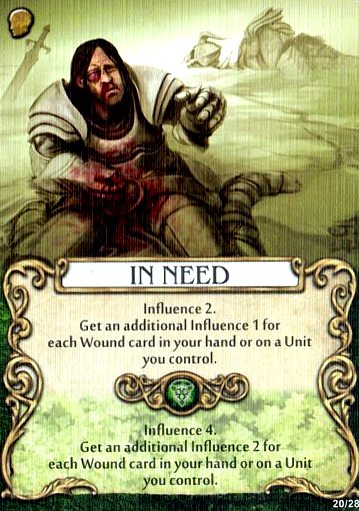 IN NEED
Influence 2.
Get an additional Influence 1 for
each Wound card in your hand or on a Unit
you control.
Influence 4.
Get an additional Influence 2 for
each Wound card in your hand or on a Unit
you control.
20/28